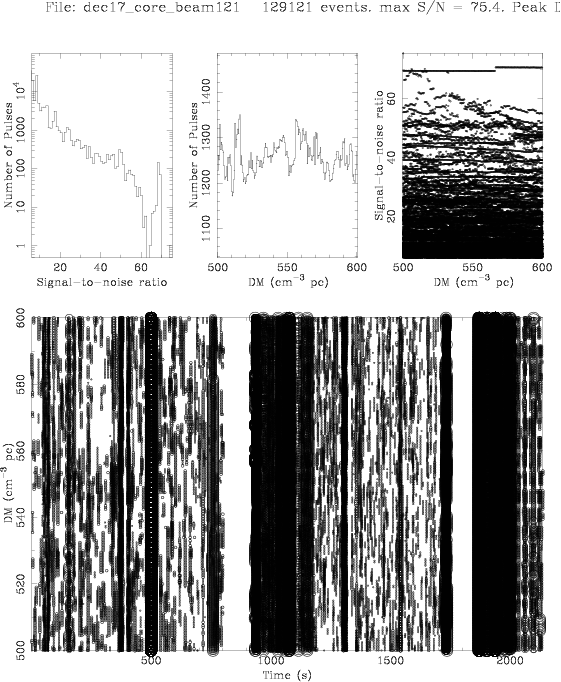 File: dec17_core_beam121 129121 events. max S/N = 75.4. Peak D
Number of Pulses
1 10 100 1000 10⁴
20 40 60
Signal-to-noise ratio
Number of Pulses
1100 1200 1300 1400
500 550 600
DM (cm⁻³ pc)
Signal-to-noise ratio
20 40 60
500 550 600
DM (cm⁻³ pc)
DM (cm⁻³ pc)
500 520 540 560 580 600
500 1000 1500 2000
Time (s)